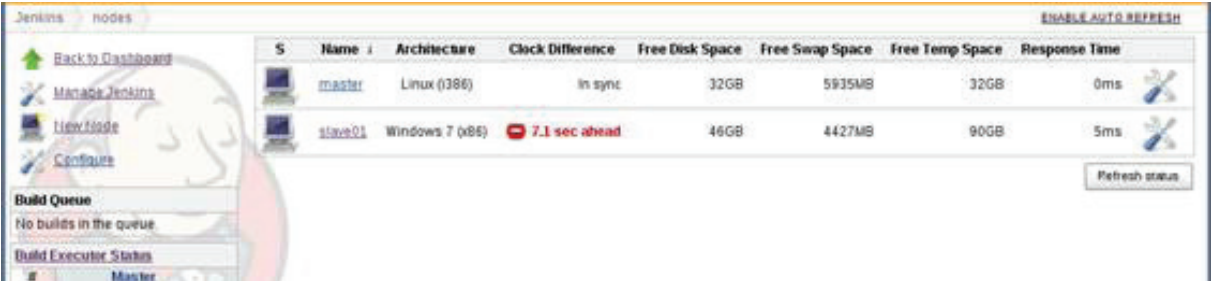 Jenkins nodes ENABLE AUTO REFRESH
Back to Dashboard
Manage Jenkins
New Node
Configure
S Name ↓ Architecture Clock Difference Free Disk Space Free Swap Space Free Temp Space Response Time
master Linux (i386) In sync 32GB 5935MB 32GB 0ms
slave01 Windows 7 (x86) 7.1 sec ahead 46GB 4427MB 90GB 5ms
Refresh status
Build Queue
No builds in the queue.
Build Executor Status
# Master